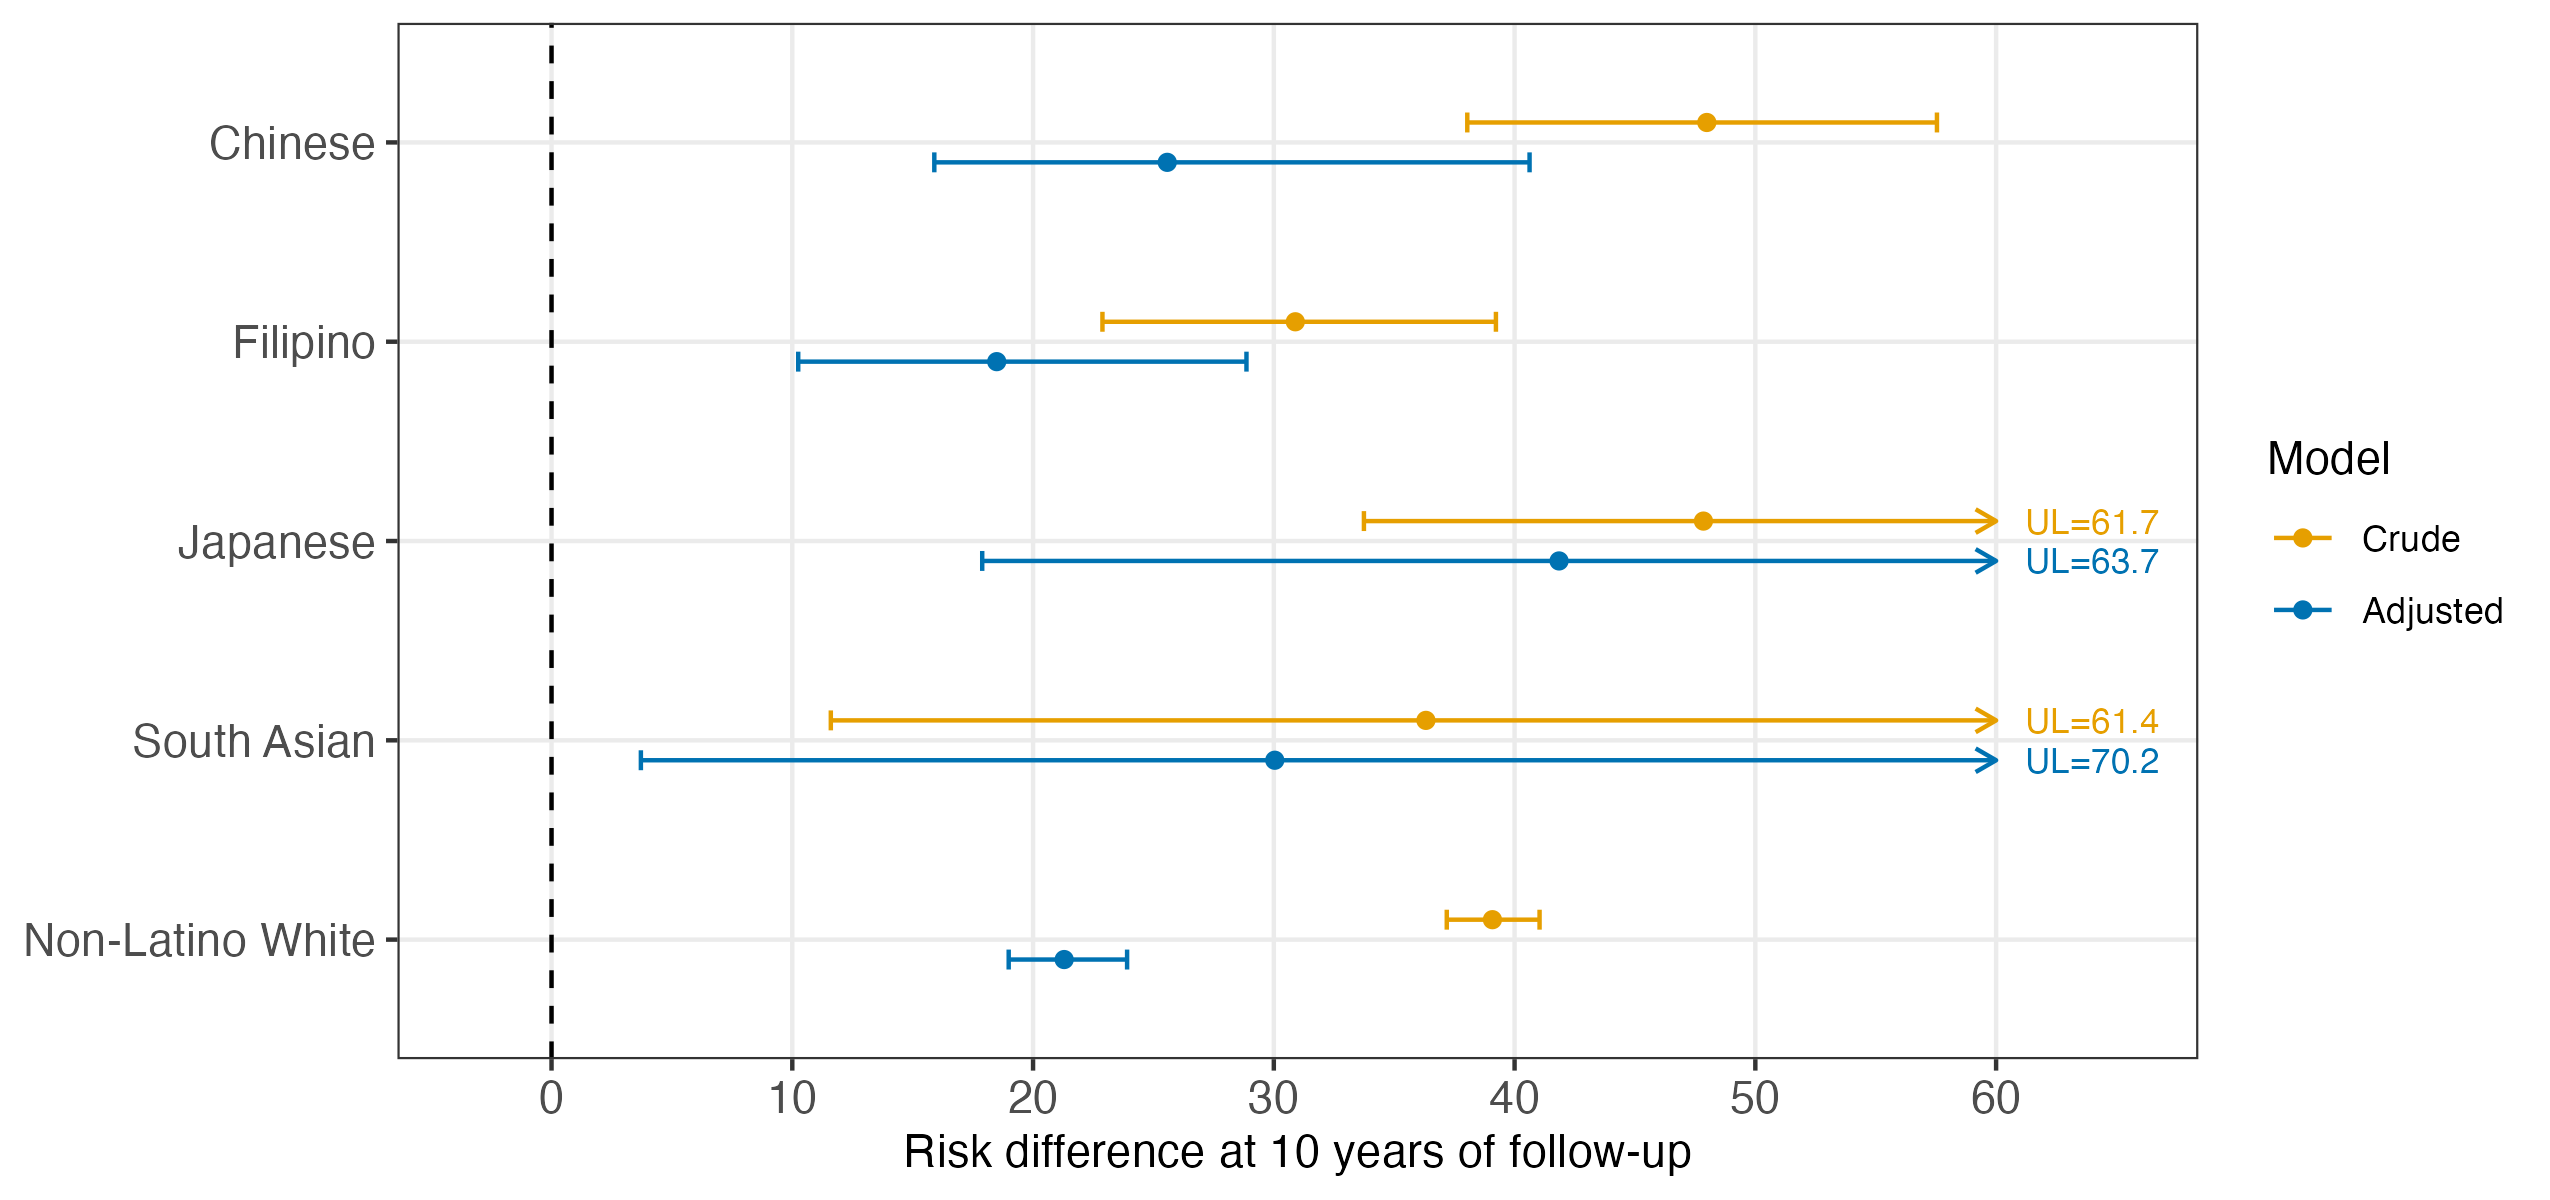 Chinese
Filipino
Japanese
South Asian
Non-Latino White
UL=61.7
UL=63.7
UL=61.4
UL=70.2
0 10 20 30 40 50 60
Risk difference at 10 years of follow-up
Model
Crude
Adjusted